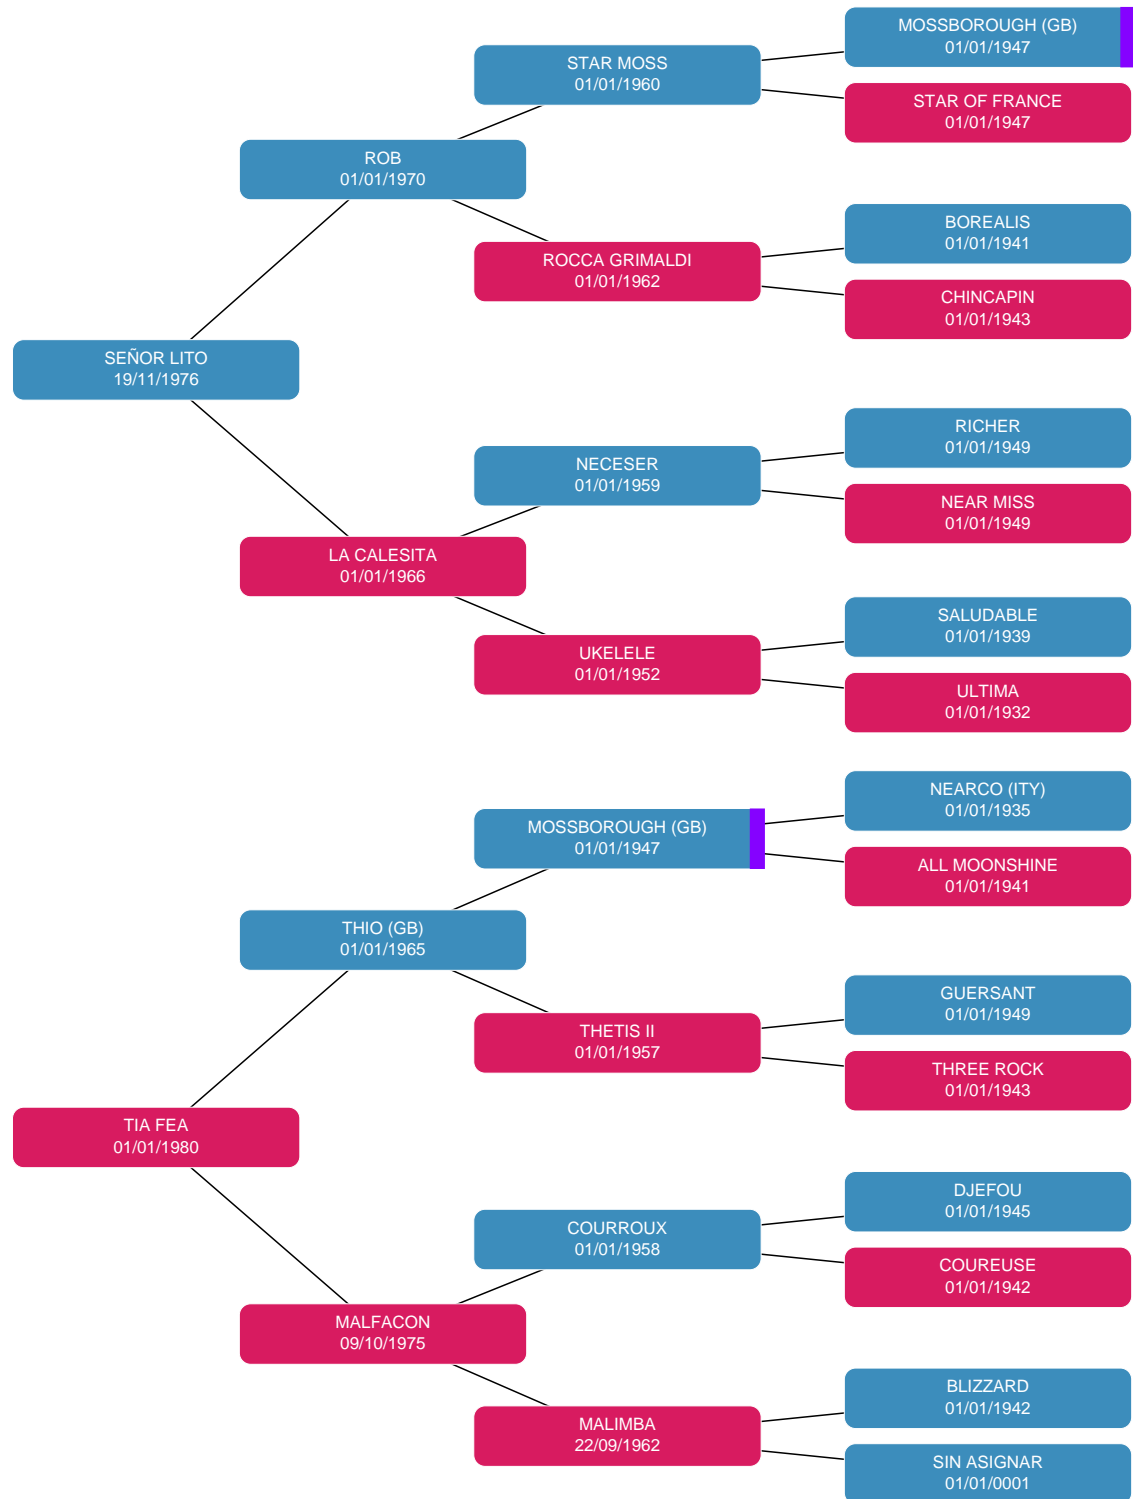 MOSSBOROUGH (GB)
01/01/1947
STAR MOSS
01/01/1960
STAR OF FRANCE
01/01/1947
ROB
01/01/1970
BOREALIS
01/01/1941
ROCCA GRIMALDI
01/01/1962
CHINCAPIN
01/01/1943
SEÑOR LITO
19/11/1976
RICHER
01/01/1949
NECESER
01/01/1959
NEAR MISS
01/01/1949
LA CALESITA
01/01/1966
SALUDABLE
01/01/1939
UKELELE
01/01/1952
ULTIMA
01/01/1932
NEARCO (ITY)
01/01/1935
MOSSBOROUGH (GB)
01/01/1947
ALL MOONSHINE
01/01/1941
THIO (GB)
01/01/1965
GUERSANT
01/01/1949
THETIS II
01/01/1957
THREE ROCK
01/01/1943
TIA FEA
01/01/1980
DJEFOU
01/01/1945
COURROUX
01/01/1958
COUREUSE
01/01/1942
MALFACON
09/10/1975
BLIZZARD
01/01/1942
MALIMBA
22/09/1962
SIN ASIGNAR
01/01/0001